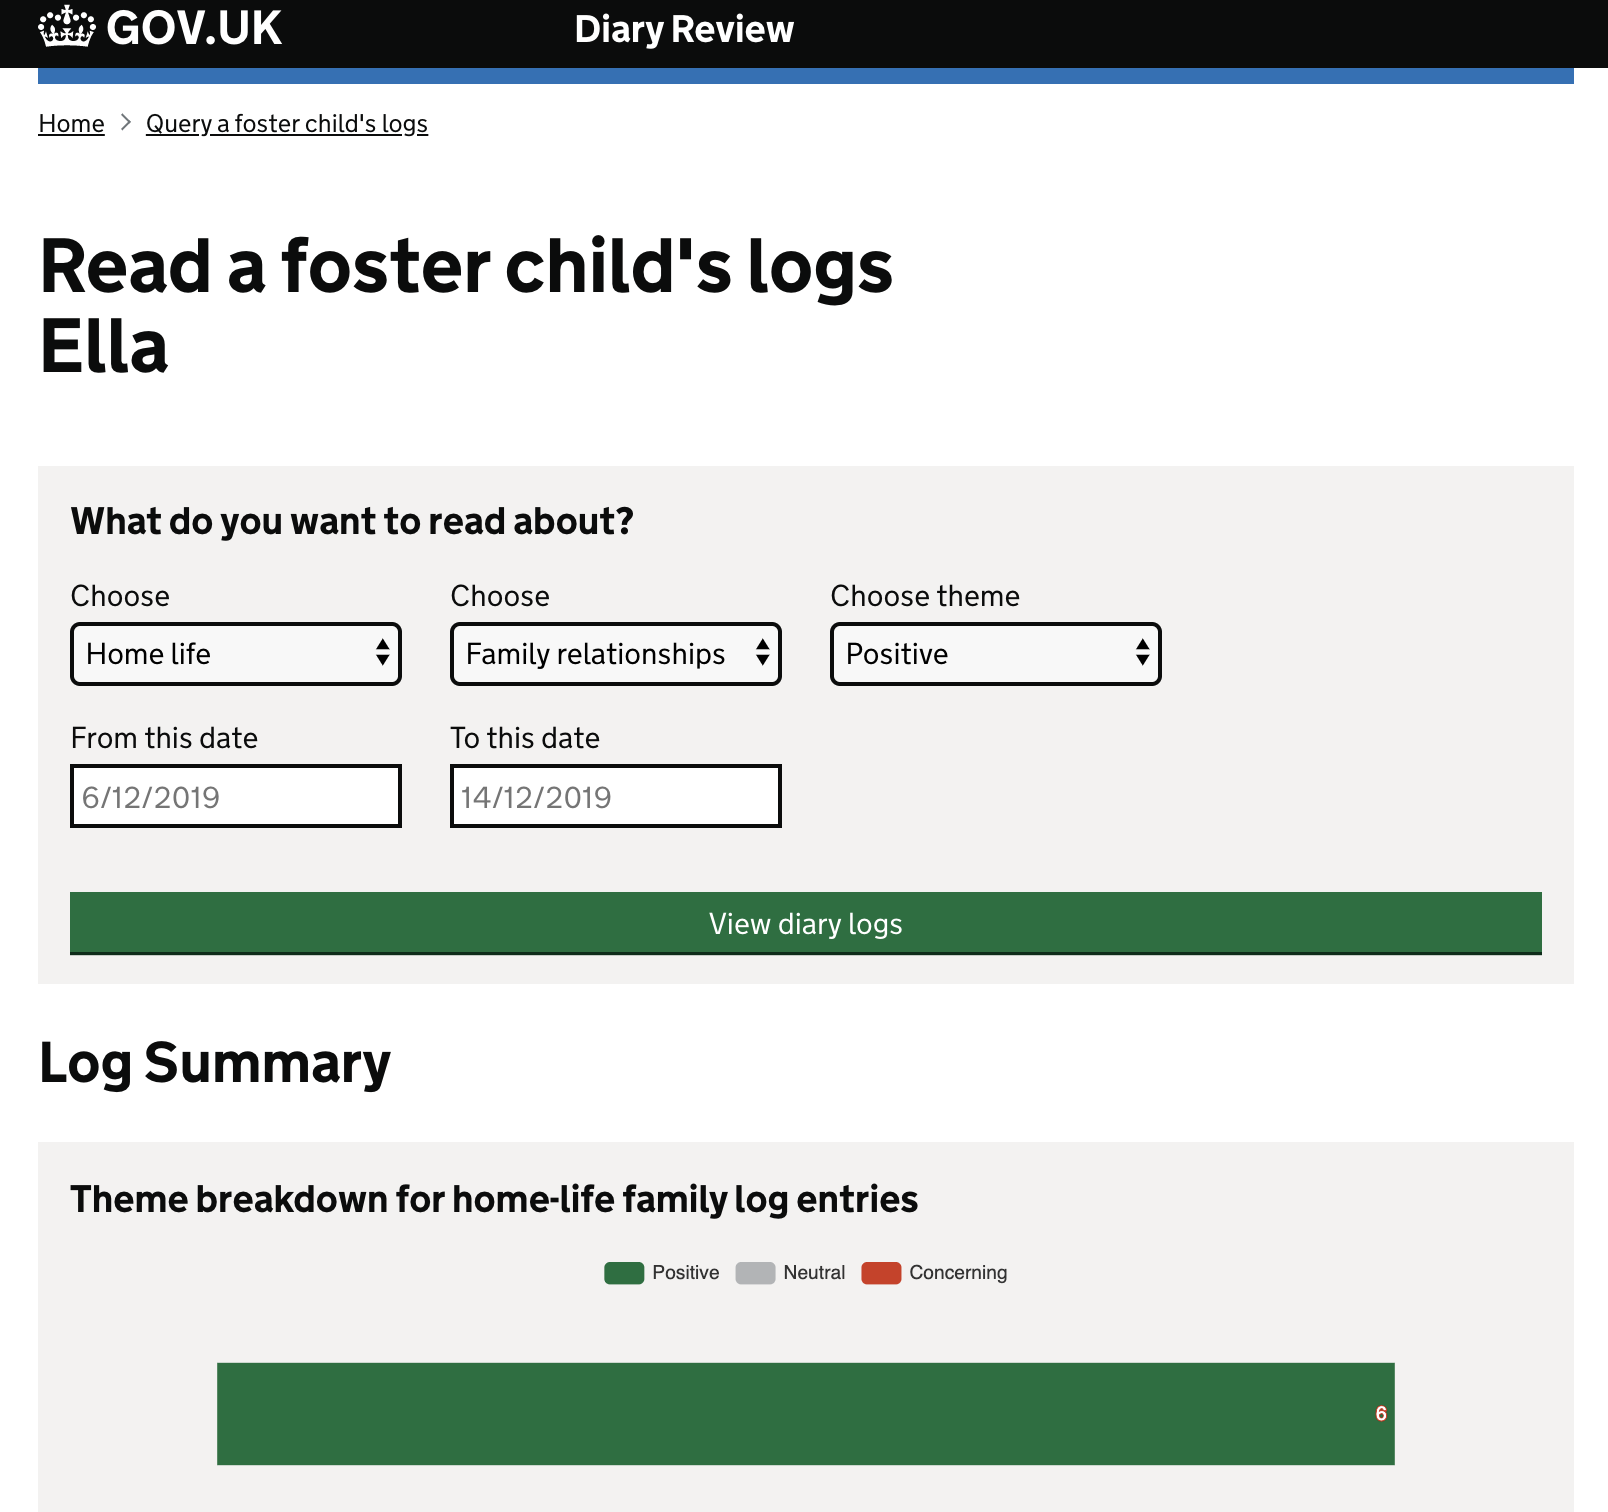 GOV.UK
Diary Review
Home > Query a foster child's logs
Read a foster child's logs
Ella
What do you want to read about?
Choose
Choose
Choose theme
Home life
Family relationships
Positive
From this date
To this date
6/12/2019
14/12/2019
View diary logs
Log Summary
Theme breakdown for home-life family log entries
Positive
Neutral
Concerning
6